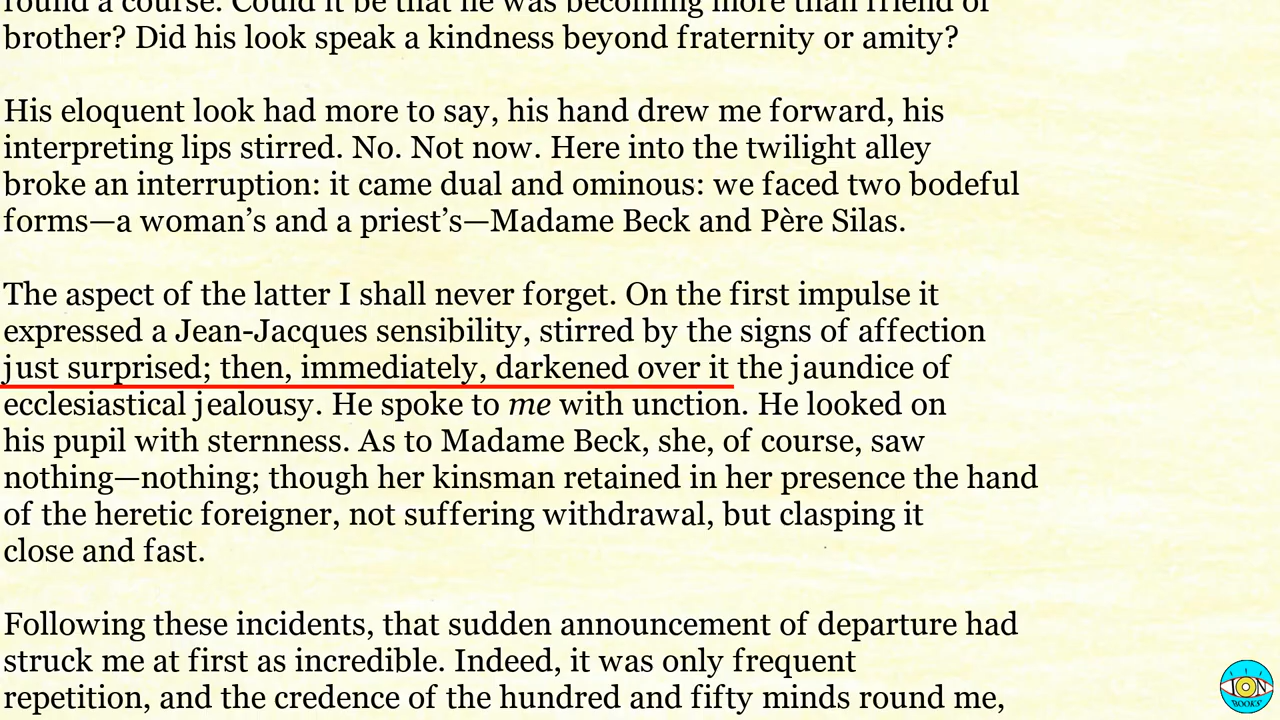 round a course. Could it be that he was becoming more than friend or
brother? Did his look speak a kindness beyond fraternity or amity?
His eloquent look had more to say, his hand drew me forward, his
interpreting lips stirred. No. Not now. Here into the twilight alley
broke an interruption: it came dual and ominous: we faced two bodeful
forms—a woman’s and a priest’s—Madame Beck and Père Silas.
The aspect of the latter I shall never forget. On the first impulse it
expressed a Jean-Jacques sensibility, stirred by the signs of affection
just surprised; then, immediately, darkened over it the jaundice of
ecclesiastical jealousy. He spoke to me with unction. He looked on
his pupil with sternness. As to Madame Beck, she, of course, saw
nothing—nothing; though her kinsman retained in her presence the hand
of the heretic foreigner, not suffering withdrawal, but clasping it
close and fast.
Following these incidents, that sudden announcement of departure had
struck me at first as incredible. Indeed, it was only frequent
repetition, and the credence of the hundred and fifty minds round me,
ION
BOOKS